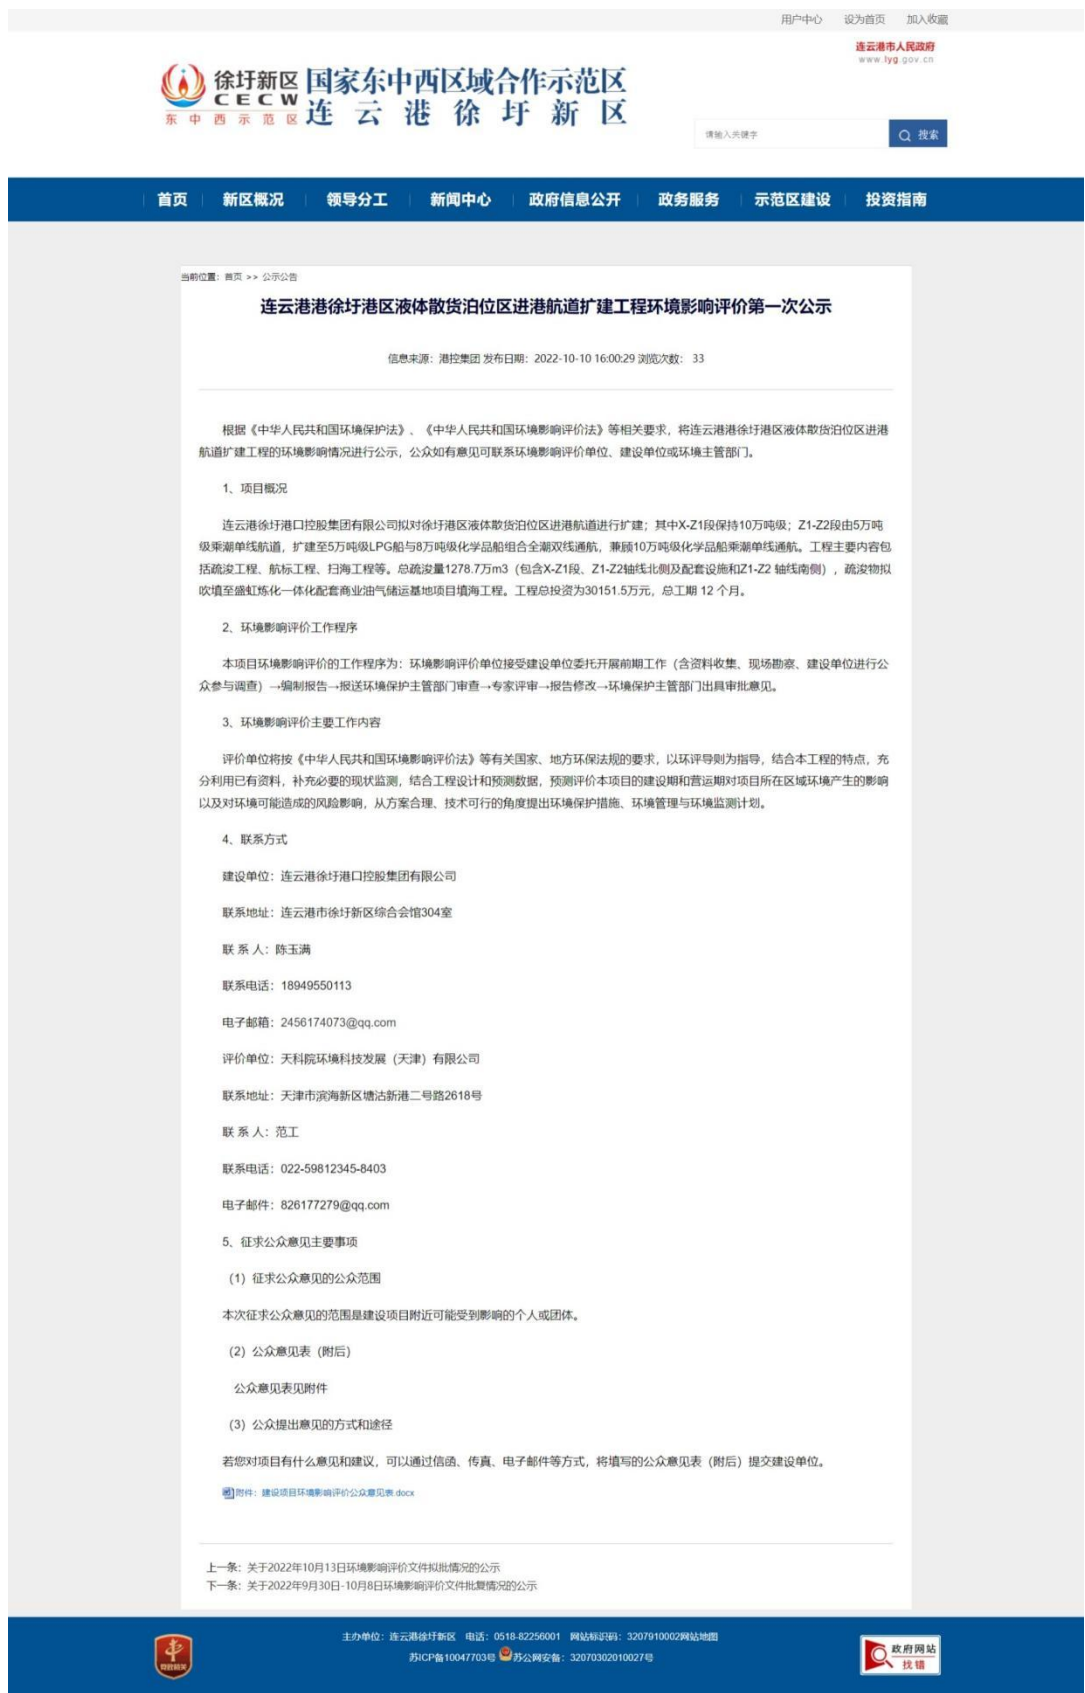 用户中心 设为首页 加入收藏
连云港市人民政府
www.lyg.gov.cn
徐圩新区
CECW
东中西示范区
国家东中西区域合作示范区
连云港徐圩新区
请输入关键字
搜索
首页 新区概况 领导分工 新闻中心 政府信息公开 政务服务 示范区建设 投资指南
当前位置：首页 >> 公示公告
连云港港徐圩港区液体散货泊位区进港航道扩建工程环境影响评价第一次公示
信息来源：港控集团 发布日期：2022-10-10 16:00:29 浏览次数： 33
根据《中华人民共和国环境保护法》、《中华人民共和国环境影响评价法》等相关要求，将连云港港徐圩港区液体散货泊位区进港
航道扩建工程的环境影响情况进行公示，公众如有意见可联系环境影响评价单位、建设单位或环境主管部门。
1、项目概况
连云港徐圩港口控股集团有限公司拟对徐圩港区液体散货泊位区进港航道进行扩建；其中X-Z1段保持10万吨级；Z1-Z2段由5万吨
级乘潮单线航道，扩建至5万吨级LPG船与8万吨级化学品船组合全潮双线通航，兼顾10万吨级化学品船乘潮单线通航。工程主要内容包
括疏浚工程、航标工程、扫海工程等。总疏浚量1278.7万m3（包含X-Z1段、Z1-Z2轴线北侧及配套设施和Z1-Z2 轴线南侧），疏浚物拟
吹填至盛虹炼化一体化配套商业油气储运基地项目填海工程。工程总投资为30151.5万元，总工期 12 个月。
2、环境影响评价工作程序
本项目环境影响评价的工作程序为：环境影响评价单位接受建设单位委托开展前期工作（含资料收集、现场勘察、建设单位进行公
众参与调查）→编制报告→报送环境保护主管部门审查→专家评审→报告修改→环境保护主管部门出具审批意见。
3、环境影响评价主要工作内容
评价单位将按《中华人民共和国环境影响评价法》等有关国家、地方环保法规的要求，以环评导则为指导，结合本工程的特点，充
分利用已有资料，补充必要的现状监测，结合工程设计和预测数据，预测评价本项目的建设期和营运期对项目所在区域环境产生的影响
以及对环境可能造成的风险影响，从方案合理、技术可行的角度提出环境保护措施、环境管理与环境监测计划。
4、联系方式
建设单位：连云港徐圩港口控股集团有限公司
联系地址：连云港市徐圩新区综合会馆304室
联 系 人：陈玉满
联系电话：18949550113
电子邮箱：2456174073@qq.com
评价单位：天科院环境科技发展（天津）有限公司
联系地址：天津市滨海新区塘沽新港二号路2618号
联 系 人：范工
联系电话：022-59812345-8403
电子邮件：826177279@qq.com
5、征求公众意见主要事项
（1）征求公众意见的公众范围
本次征求公众意见的范围是建设项目附近可能受到影响的个人或团体。
（2）公众意见表（附后）
公众意见表见附件
（3）公众提出意见的方式和途径
若您对项目有什么意见和建议，可以通过信函、传真、电子邮件等方式，将填写的公众意见表（附后）提交建设单位。
附件：建设项目环境影响评价公众意见表.docx
上一条：关于2022年10月13日环境影响评价文件拟批情况的公示
下一条：关于2022年9月30日-10月8日环境影响评价文件批复情况的公示
主办单位：连云港徐圩新区 电话：0518-82256001 网站标识码：3207910002网站地图
苏ICP备10047703号 苏公网安备：32070302010027号
党政机关
政府网站
找错